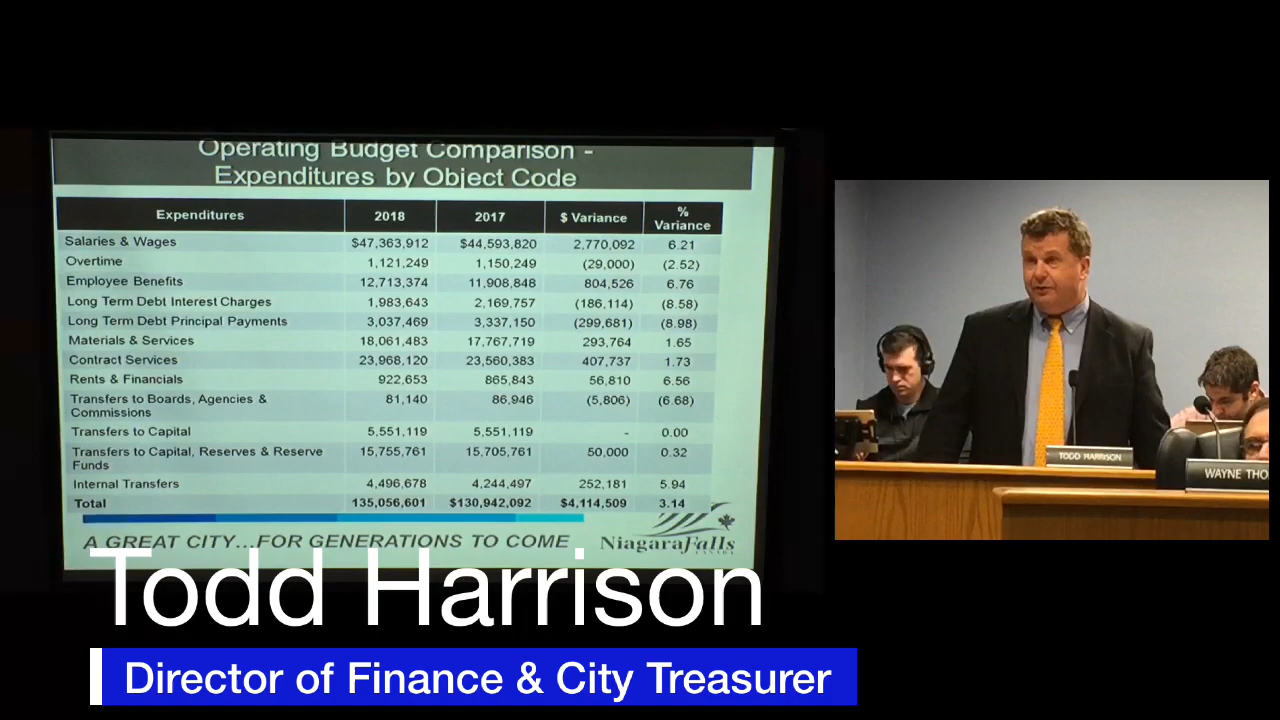 Operating Budget Comparison -
Expenditures by Object Code
Expenditures 2018 2017 $ Variance % Variance
Salaries & Wages $47,363,912 $44,593,820 2,770,092 6.21
Overtime 1,121,249 1,150,249 (29,000) (2.52)
Employee Benefits 12,713,374 11,908,848 804,526 6.76
Long Term Debt Interest Charges 1,983,643 2,169,757 (186,114) (8.58)
Long Term Debt Principal Payments 3,037,469 3,337,150 (299,681) (8.98)
Materials & Services 18,061,483 17,767,719 293,764 1.65
Contract Services 23,968,120 23,560,383 407,737 1.73
Rents & Financials 922,653 865,843 56,810 6.56
Transfers to Boards, Agencies & Commissions 81,140 86,946 (5,806) (6.68)
Transfers to Capital 5,551,119 5,551,119 - 0.00
Transfers to Capital, Reserves & Reserve Funds 15,755,761 15,705,761 50,000 0.32
Internal Transfers 4,496,678 4,244,497 252,181 5.94
Total 135,056,601 $130,942,092 $4,114,509 3.14
A GREAT CITY...FOR GENERATIONS TO COME
NiagaraFalls
CANADA
TODD HARRISON
WAYNE THO
Todd Harrison
Director of Finance & City Treasurer